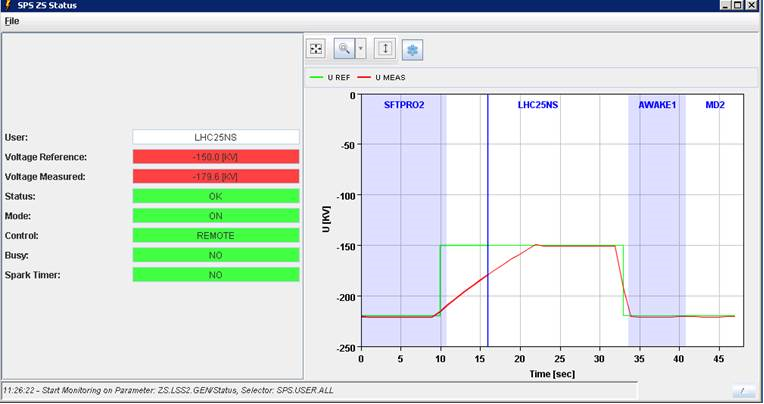 SPS ZS Status
File
User: LHC25NS
Voltage Reference: -150.0 [KV]
Voltage Measured: -179.6 [KV]
Status: OK
Mode: ON
Control: REMOTE
Busy: NO
Spark Timer: NO
U REF U MEAS
SFTPRO2 LHC25NS AWAKE1 MD2
0
-50
-100
-150
-200
-250
U [KV]
0 5 10 15 20 25 30 35 40 45
Time [sec]
11:26:22 - Start Monitoring on Parameter: ZS.LSS2.GEN/Status, Selector: SPS.USER.ALL